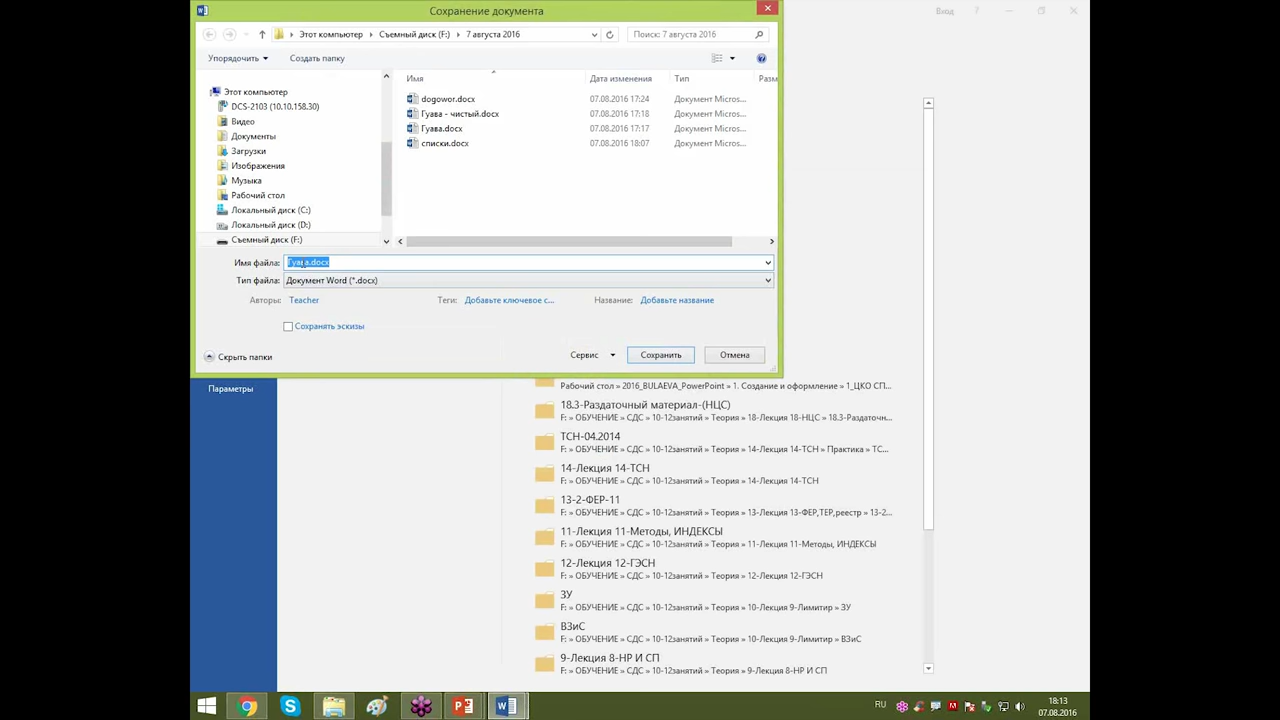 Сохранение документа
Вход
Этот компьютер
Съемный диск (F:)
7 августа 2016
Поиск: 7 августа 2016
Упорядочить
Создать папку
Этот компьютер
DCS-2103 (10.10.158.30)
Видео
Документы
Загрузки
Изображения
Музыка
Рабочий стол
Локальный диск (C:)
Локальный диск (D:)
Съемный диск (F:)
Имя Дата изменения Тип Разм
dogowor.docx 07.08.2016 17:24 Документ Micros...
Гуава - чистый.docx 07.08.2016 17:18 Документ Micros...
Гуава.docx 07.08.2016 17:17 Документ Micros...
списки.docx 07.08.2016 18:07 Документ Micros...
Имя файла: Гуава.docx
Тип файла: Документ Word (*.docx)
Авторы: Teacher Теги: Добавьте ключевое с... Название: Добавьте название
Сохранять эскизы
Скрыть папки Сервис Сохранить Отмена
Параметры
Рабочий стол » 2016_BULAEVA_PowerPoint » 1. Создание и оформление » 1_ЦКО СП...
18.3-Раздаточный материал-(НЦС)
F: » ОБУЧЕНИЕ » СДС » 10-12занятий » Теория » 18-Лекция 18-НЦС » 18.3-Раздаточн...
ТСН-04.2014
F: » ОБУЧЕНИЕ » СДС » 10-12занятий » Теория » 14-Лекция 14-ТСН » Практика » ТС...
14-Лекция 14-ТСН
F: » ОБУЧЕНИЕ » СДС » 10-12занятий » Теория » 14-Лекция 14-ТСН
13-2-ФЕР-11
F: » ОБУЧЕНИЕ » СДС » 10-12занятий » Теория » 13-Лекция 13-ФЕР,ТЕР,реестр » 13-2...
11-Лекция 11-Методы, ИНДЕКСЫ
F: » ОБУЧЕНИЕ » СДС » 10-12занятий » Теория » 11-Лекция 11-Методы, ИНДЕКСЫ
12-Лекция 12-ГЭСН
F: » ОБУЧЕНИЕ » СДС » 10-12занятий » Теория » 12-Лекция 12-ГЭСН
ЗУ
F: » ОБУЧЕНИЕ » СДС » 10-12занятий » Теория » 10-Лекция 9-Лимитир » ЗУ
ВЗиС
F: » ОБУЧЕНИЕ » СДС » 10-12занятий » Теория » 10-Лекция 9-Лимитир » ВЗиС
9-Лекция 8-НР И СП
F: » ОБУЧЕНИЕ » СДС » 10-12занятий » Теория » 9-Лекция 8-НР И СП
RU
18:13
07.08.2016